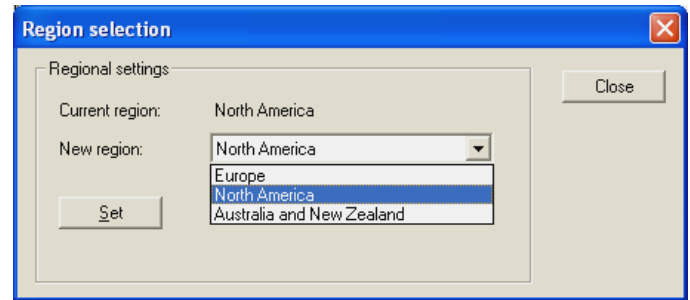 Region selection
Regional settings
Close
Current region: North America
New region: North America
Europe
North America
Set
Australia and New Zealand